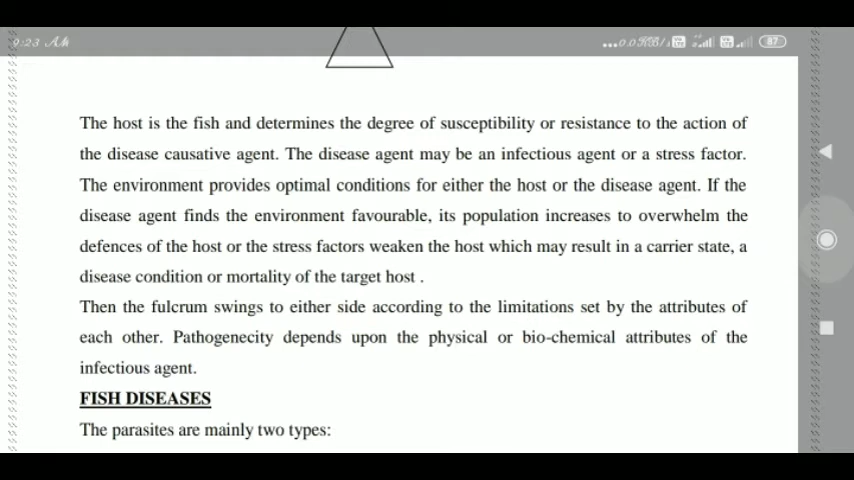 9:23 AM
...0.0KB/s 87
The host is the fish and determines the degree of susceptibility or resistance to the action of
the disease causative agent. The disease agent may be an infectious agent or a stress factor.
The environment provides optimal conditions for either the host or the disease agent. If the
disease agent finds the environment favourable, its population increases to overwhelm the
defences of the host or the stress factors weaken the host which may result in a carrier state, a
disease condition or mortality of the target host .
Then the fulcrum swings to either side according to the limitations set by the attributes of
each other. Pathogenecity depends upon the physical or bio-chemical attributes of the
infectious agent.
FISH DISEASES
The parasites are mainly two types: